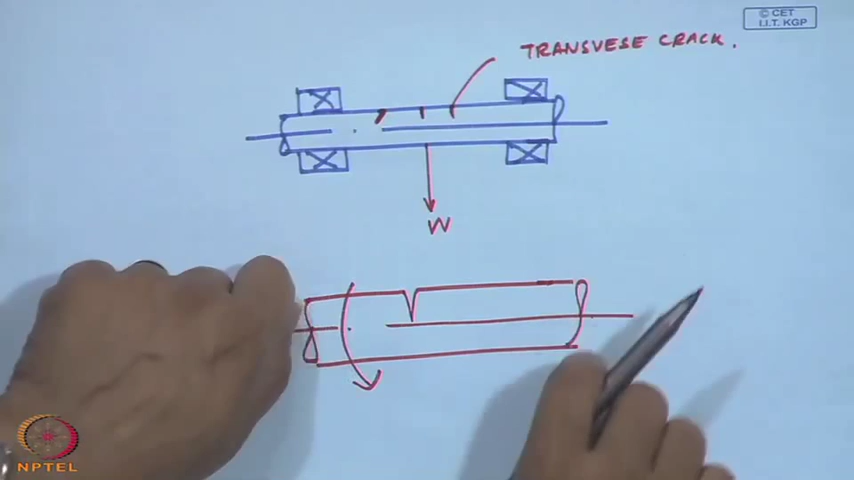 © CET
I.I.T. KGP
TRANSVESE CRACK.
W
NPTEL